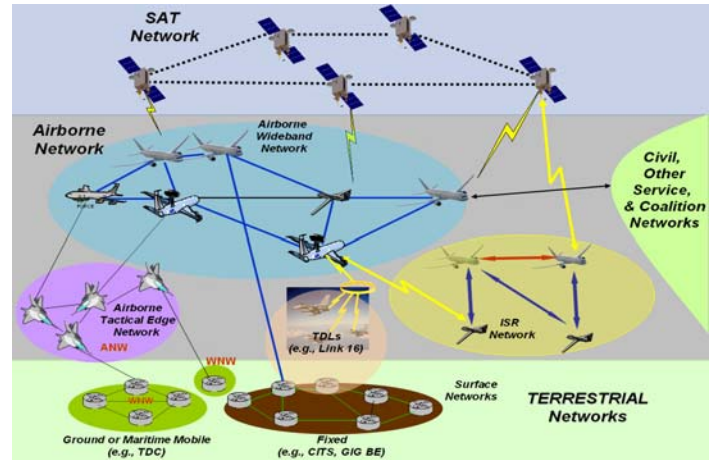 SAT
Network
Airborne
Network
Airborne
Wideband
Network
Civil,
Other
Service,
& Coalition
Networks
Airborne
Tactical Edge
Network
ANW
TDLs
(e.g., Link 16)
ISR
Network
WNW
WNW
Surface
Networks
TERRESTRIAL
Networks
Ground or Maritime Mobile
(e.g., TDC)
Fixed
(e.g., CITS, GIG BE)